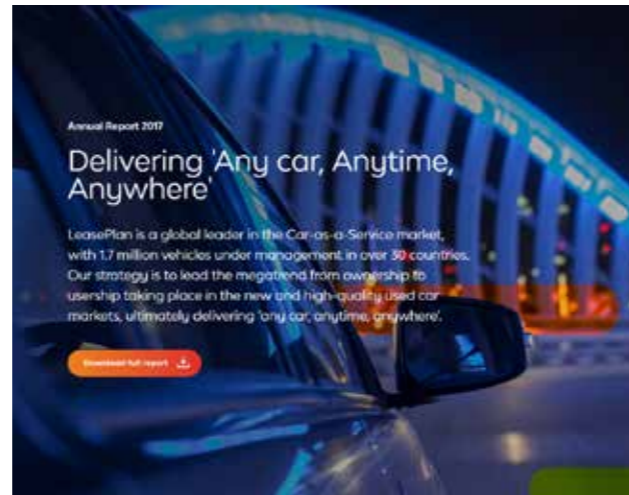 Annual Report 2017
Delivering 'Any car, Anytime,
Anywhere'
LeasePlan is a global leader in the Car-as-a-Service market,
with 1.7 million vehicles under management in over 30 countries.
Our strategy is to lead the megatrend from ownership to
usership taking place in the new and high-quality used car
markets, ultimately delivering 'any car, anytime, anywhere'.
Download full report